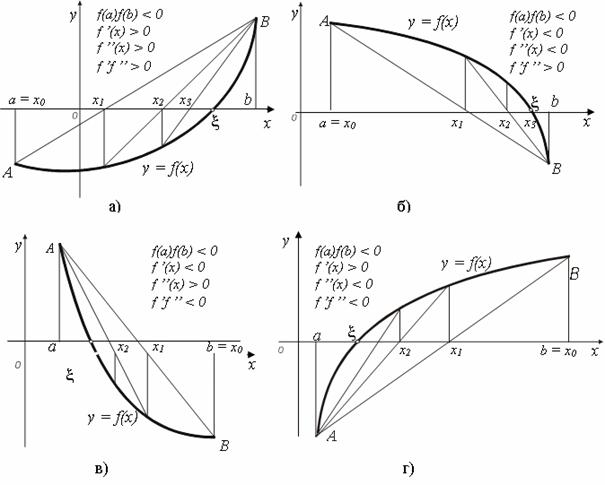 y
f(a)f(b) < 0
f '(x) > 0
f ''(x) > 0
f 'f '' > 0
B
a = x0
x1
x2
x3
ξ
b
x
0
A
y = f(x)
а)
y
A
y = f(x)
f(a)f(b) < 0
f '(x) < 0
f ''(x) < 0
f 'f '' > 0
ξ
b
0
a = x0
x1
x2
x3
x
B
б)
y
A
f(a)f(b) < 0
f '(x) < 0
f ''(x) > 0
f 'f '' < 0
a
x2
x1
b = x0
x
0
ξ
y = f(x)
B
в)
y
f(a)f(b) < 0
f '(x) > 0
f ''(x) < 0
f 'f '' < 0
y = f(x)
B
a
ξ
0
x2
x1
b = x0
x
A
г)